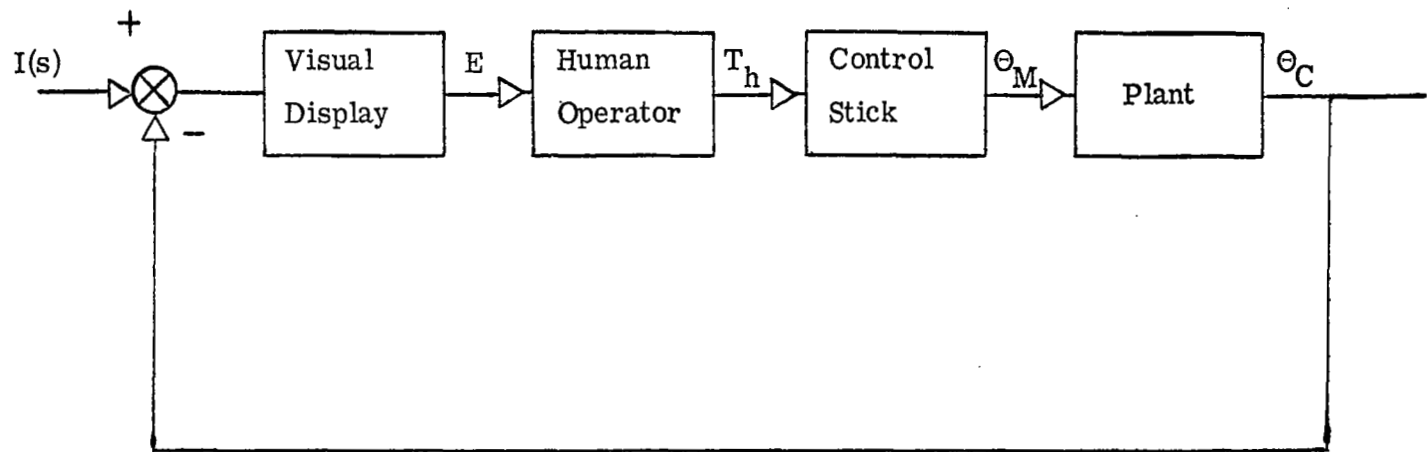 +
I(s)
Visual
Display
E
Human
Operator
T_h
Control
Stick
Θ_M
Plant
Θ_C
-